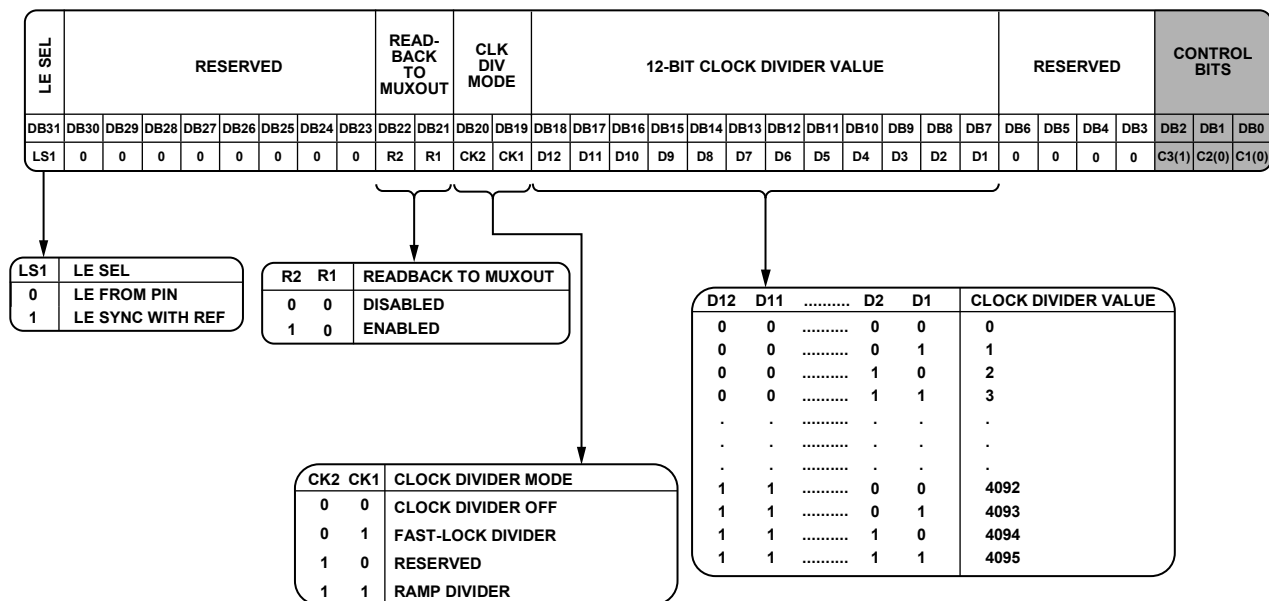 LE SEL
RESERVED
READ-
BACK
TO
MUXOUT
CLK
DIV
MODE
12-BIT CLOCK DIVIDER VALUE
RESERVED
CONTROL
BITS
DB31 DB30 DB29 DB28 DB27 DB26 DB25 DB24 DB23 DB22 DB21 DB20 DB19 DB18 DB17 DB16 DB15 DB14 DB13 DB12 DB11 DB10 DB9 DB8 DB7 DB6 DB5 DB4 DB3 DB2 DB1 DB0
LS1 0 0 0 0 0 0 0 0 R2 R1 CK2 CK1 D12 D11 D10 D9 D8 D7 D6 D5 D4 D3 D2 D1 0 0 0 0 C3(1) C2(0) C1(0)
LS1 LE SEL
0 LE FROM PIN
1 LE SYNC WITH REF
R2 R1 READBACK TO MUXOUT
0 0 DISABLED
1 0 ENABLED
CK2 CK1 CLOCK DIVIDER MODE
0 0 CLOCK DIVIDER OFF
0 1 FAST-LOCK DIVIDER
1 0 RESERVED
1 1 RAMP DIVIDER
D12 D11 .......... D2 D1 CLOCK DIVIDER VALUE
0 0 .......... 0 0 0
0 0 .......... 0 1 1
0 0 .......... 1 0 2
0 0 .......... 1 1 3
. . .......... . . .
. . .......... . . .
. . .......... . . .
1 1 .......... 0 0 4092
1 1 .......... 0 1 4093
1 1 .......... 1 0 4094
1 1 .......... 1 1 4095